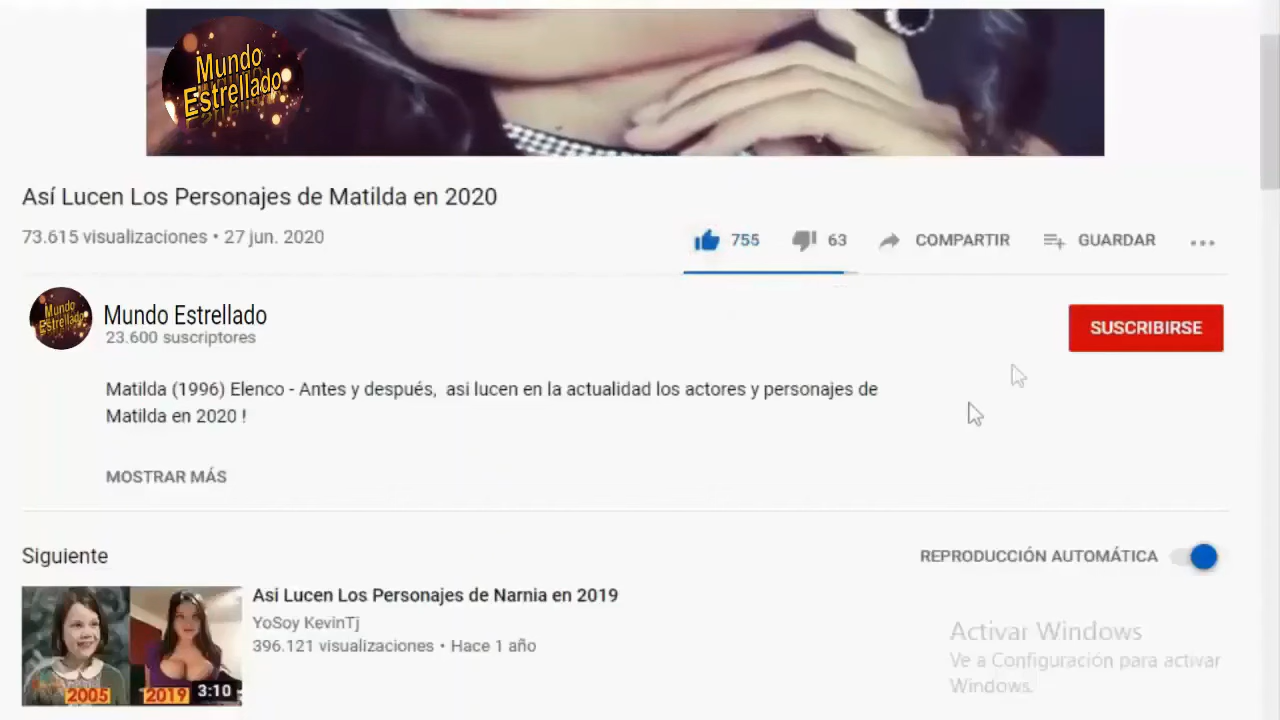 Mundo
Estrellado
Así Lucen Los Personajes de Matilda en 2020
73.615 visualizaciones • 27 jun. 2020
755
63
COMPARTIR
GUARDAR
Mundo
Estrellado
Mundo Estrellado
23.600 suscriptores
SUSCRIBIRSE
Matilda (1996) Elenco - Antes y después, asi lucen en la actualidad los actores y personajes de
Matilda en 2020 !
MOSTRAR MÁS
Siguiente
REPRODUCCIÓN AUTOMÁTICA
Asi Lucen Los Personajes de Narnia en 2019
YoSoy KevinTj
396.121 visualizaciones • Hace 1 año
2005
2019
3:10
Activar Windows
Ve a Configuración para activar
Windows.